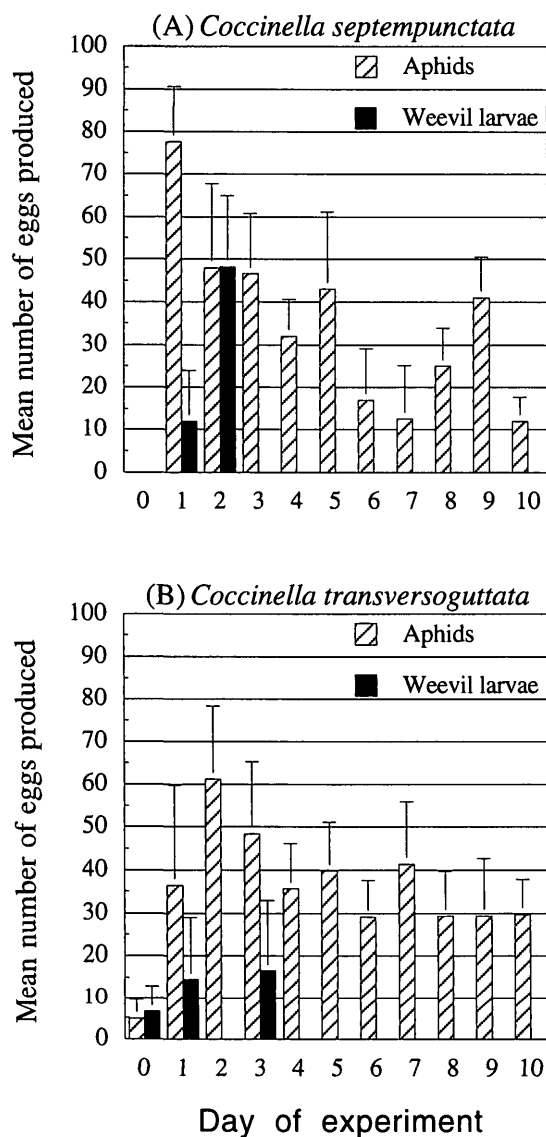 (A) Coccinella septempunctata
Mean number of eggs produced
100
90
80
70
60
50
40
30
20
10
0
Aphids
Weevil larvae
0 1 2 3 4 5 6 7 8 9 10
(B) Coccinella transversoguttata
Mean number of eggs produced
100
90
80
70
60
50
40
30
20
10
0
Aphids
Weevil larvae
0 1 2 3 4 5 6 7 8 9 10
Day of experiment